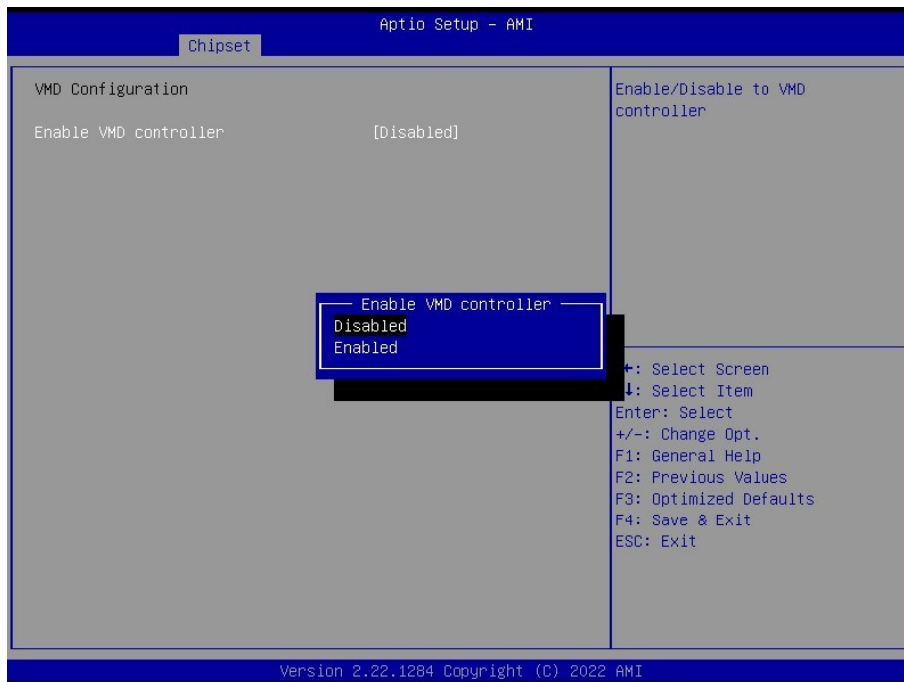 Aptio Setup – AMI
Chipset
VMD Configuration
Enable VMD controller [Disabled]
Enable/Disable to VMD
controller
Enable VMD controller
Disabled
Enabled
: Select Screen
: Select Item
Enter: Select
+/-: Change Opt.
F1: General Help
F2: Previous Values
F3: Optimized Defaults
F4: Save & Exit
ESC: Exit
Version 2.22.1284 Copyright (C) 2022 AMI